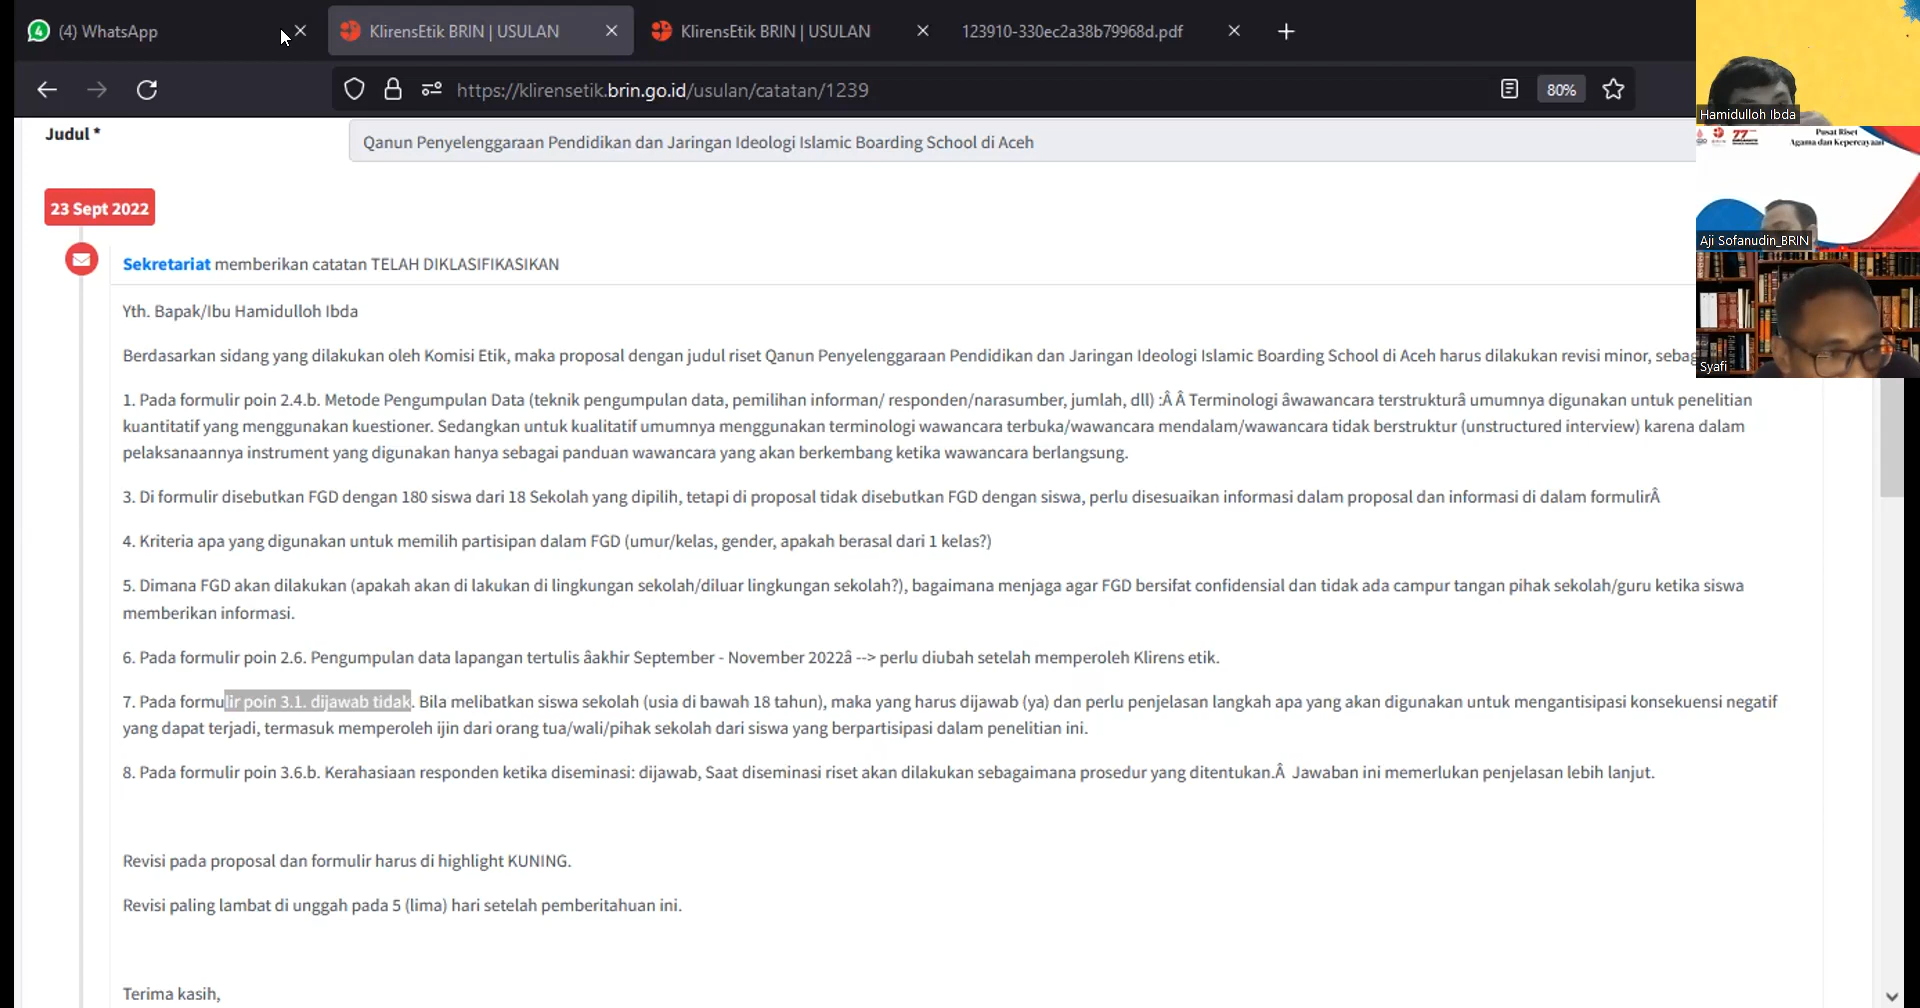 (4) WhatsApp
KlirensEtik BRIN | USULAN
KlirensEtik BRIN | USULAN
123910-330ec2a38b79968d.pdf
https://klirensetik.brin.go.id/usulan/catatan/1239
80%
Judul *
Qanun Penyelenggaraan Pendidikan dan Jaringan Ideologi Islamic Boarding School di Aceh
23 Sept 2022
Sekretariat memberikan catatan TELAH DIKLASIFIKASIKAN
Yth. Bapak/Ibu Hamidulloh Ibda
Berdasarkan sidang yang dilakukan oleh Komisi Etik, maka proposal dengan judul riset Qanun Penyelenggaraan Pendidikan dan Jaringan Ideologi Islamic Boarding School di Aceh harus dilakukan revisi minor,
1. Pada formulir poin 2.4.b. Metode Pengumpulan Data (teknik pengumpulan data, pemilihan informan/ responden/narasumber, jumlah, dll) :Â Â Terminologi âwawancara terstrukturâ umumnya digunakan untuk penelitian
kuantitatif yang menggunakan kuestioner. Sedangkan untuk kualitatif umumnya menggunakan terminologi wawancara terbuka/wawancara mendalam/wawancara tidak berstruktur (unstructured interview) karena dalam
pelaksanaannya instrument yang digunakan hanya sebagai panduan wawancara yang akan berkembang ketika wawancara berlangsung.
3. Di formulir disebutkan FGD dengan 180 siswa dari 18 Sekolah yang dipilih, tetapi di proposal tidak disebutkan FGD dengan siswa, perlu disesuaikan informasi dalam proposal dan informasi di dalam formulirÂ
4. Kriteria apa yang digunakan untuk memilih partisipan dalam FGD (umur/kelas, gender, apakah berasal dari 1 kelas?)
5. Dimana FGD akan dilakukan (apakah akan di lakukan di lingkungan sekolah/diluar lingkungan sekolah?), bagaimana menjaga agar FGD bersifat confidensial dan tidak ada campur tangan pihak sekolah/guru ketika siswa
memberikan informasi.
6. Pada formulir poin 2.6. Pengumpulan data lapangan tertulis âakhir September - November 2022â --> perlu diubah setelah memperoleh Klirens etik.
7. Pada formulir poin 3.1. dijawab tidak. Bila melibatkan siswa sekolah (usia di bawah 18 tahun), maka yang harus dijawab (ya) dan perlu penjelasan langkah apa yang akan digunakan untuk mengantisipasi konsekuensi negatif
yang dapat terjadi, termasuk memperoleh ijin dari orang tua/wali/pihak sekolah dari siswa yang berpartisipasi dalam penelitian ini.
8. Pada formulir poin 3.6.b. Kerahasiaan responden ketika diseminasi: dijawab, Saat diseminasi riset akan dilakukan sebagaimana prosedur yang ditentukan.Â Jawaban ini memerlukan penjelasan lebih lanjut.
Revisi pada proposal dan formulir harus di highlight KUNING.
Revisi paling lambat di unggah pada 5 (lima) hari setelah pemberitahuan ini.
Terima kasih,
Hamidulloh Ibda
77
Pusat Riset
Agama dan Kepercayaan
Aji Sofanudin_BRIN
Syafi